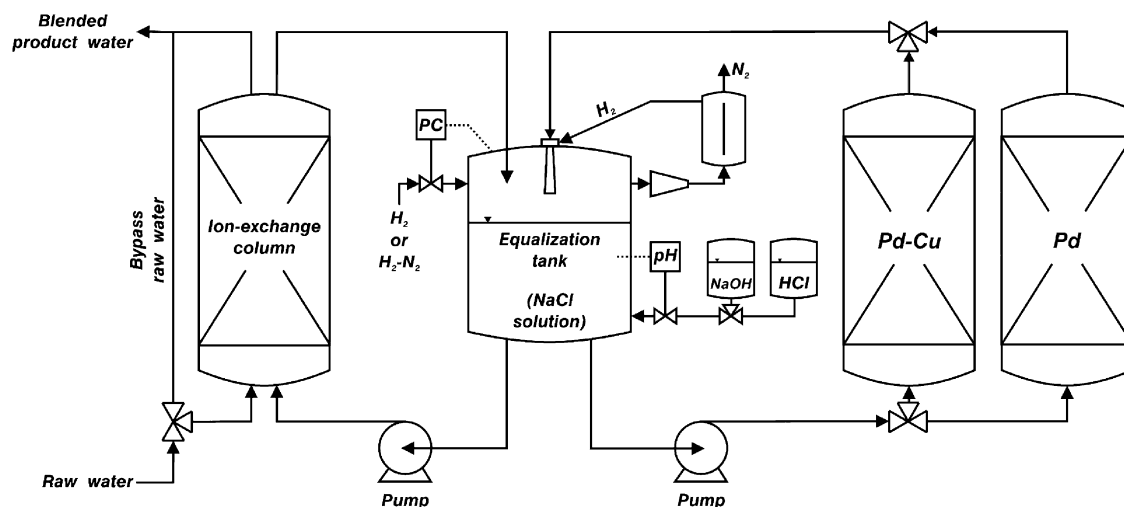 Blended
product water
Bypass
raw water
Raw water
Ion-exchange
column
Pump
PC
H₂
or
H₂-N₂
H₂
N₂
Equalization
tank
(NaCl
solution)
pH
NaOH
HCl
Pump
Pd-Cu
Pd